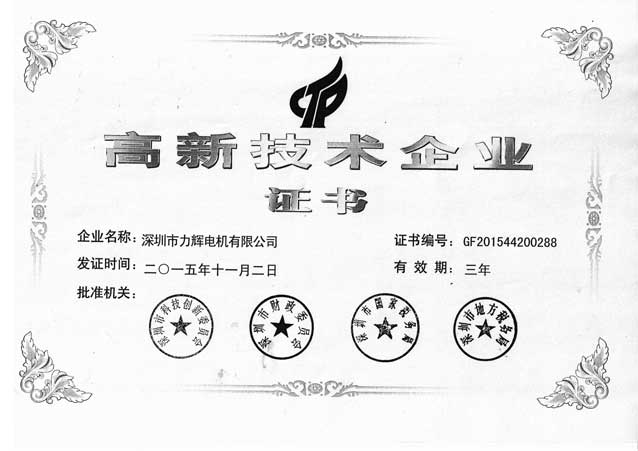 高新技术企业
证书
企业名称：深圳市力辉电机有限公司
证书编号：GF201544200288
发证时间：二〇一五年十一月二日
有效期：三年
批准机关：
深圳市科技创新委员会
深圳市财政委员会
深圳市国家税务局
深圳市地方税务局